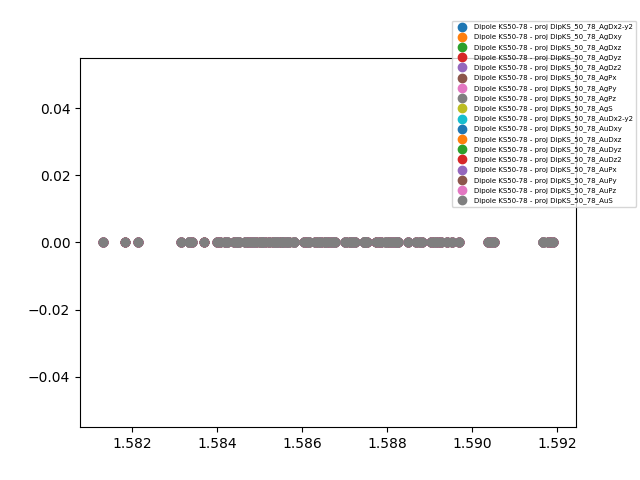 Dipole KS50-78 - proj DipKS_50_78_AgDx2-y2
Dipole KS50-78 - proj DipKS_50_78_AgDxy
Dipole KS50-78 - proj DipKS_50_78_AgDxz
Dipole KS50-78 - proj DipKS_50_78_AgDyz
Dipole KS50-78 - proj DipKS_50_78_AgDz2
Dipole KS50-78 - proj DipKS_50_78_AgPx
Dipole KS50-78 - proj DipKS_50_78_AgPy
Dipole KS50-78 - proj DipKS_50_78_AgPz
Dipole KS50-78 - proj DipKS_50_78_AgS
Dipole KS50-78 - proj DipKS_50_78_AuDx2-y2
Dipole KS50-78 - proj DipKS_50_78_AuDxy
Dipole KS50-78 - proj DipKS_50_78_AuDxz
Dipole KS50-78 - proj DipKS_50_78_AuDyz
Dipole KS50-78 - proj DipKS_50_78_AuDz2
Dipole KS50-78 - proj DipKS_50_78_AuPx
Dipole KS50-78 - proj DipKS_50_78_AuPy
Dipole KS50-78 - proj DipKS_50_78_AuPz
Dipole KS50-78 - proj DipKS_50_78_AuS
0.04
0.02
0.00
−0.02
−0.04
1.582 1.584 1.586 1.588 1.590 1.592